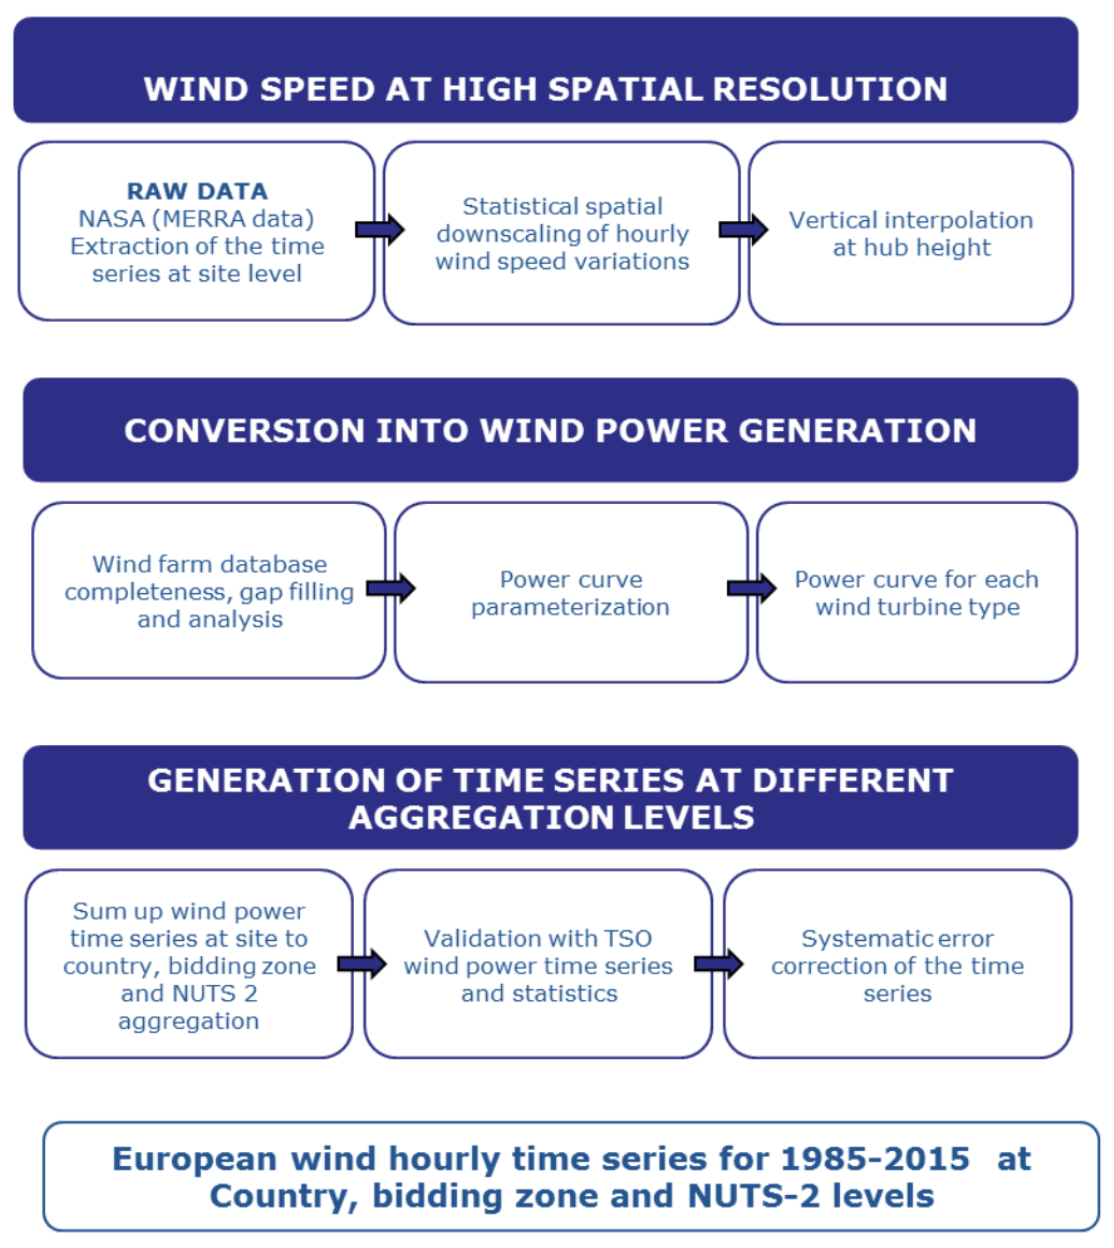 WIND SPEED AT HIGH SPATIAL RESOLUTION
RAW DATA
NASA (MERRA data)
Extraction of the time
series at site level
Statistical spatial
downscaling of hourly
wind speed variations
Vertical interpolation
at hub height
CONVERSION INTO WIND POWER GENERATION
Wind farm database
completeness, gap filling
and analysis
Power curve
parameterization
Power curve for each
wind turbine type
GENERATION OF TIME SERIES AT DIFFERENT
AGGREGATION LEVELS
Sum up wind power
time series at site to
country, bidding zone
and NUTS 2
aggregation
Validation with TSO
wind power time series
and statistics
Systematic error
correction of the time
series
European wind hourly time series for 1985-2015 at
Country, bidding zone and NUTS-2 levels